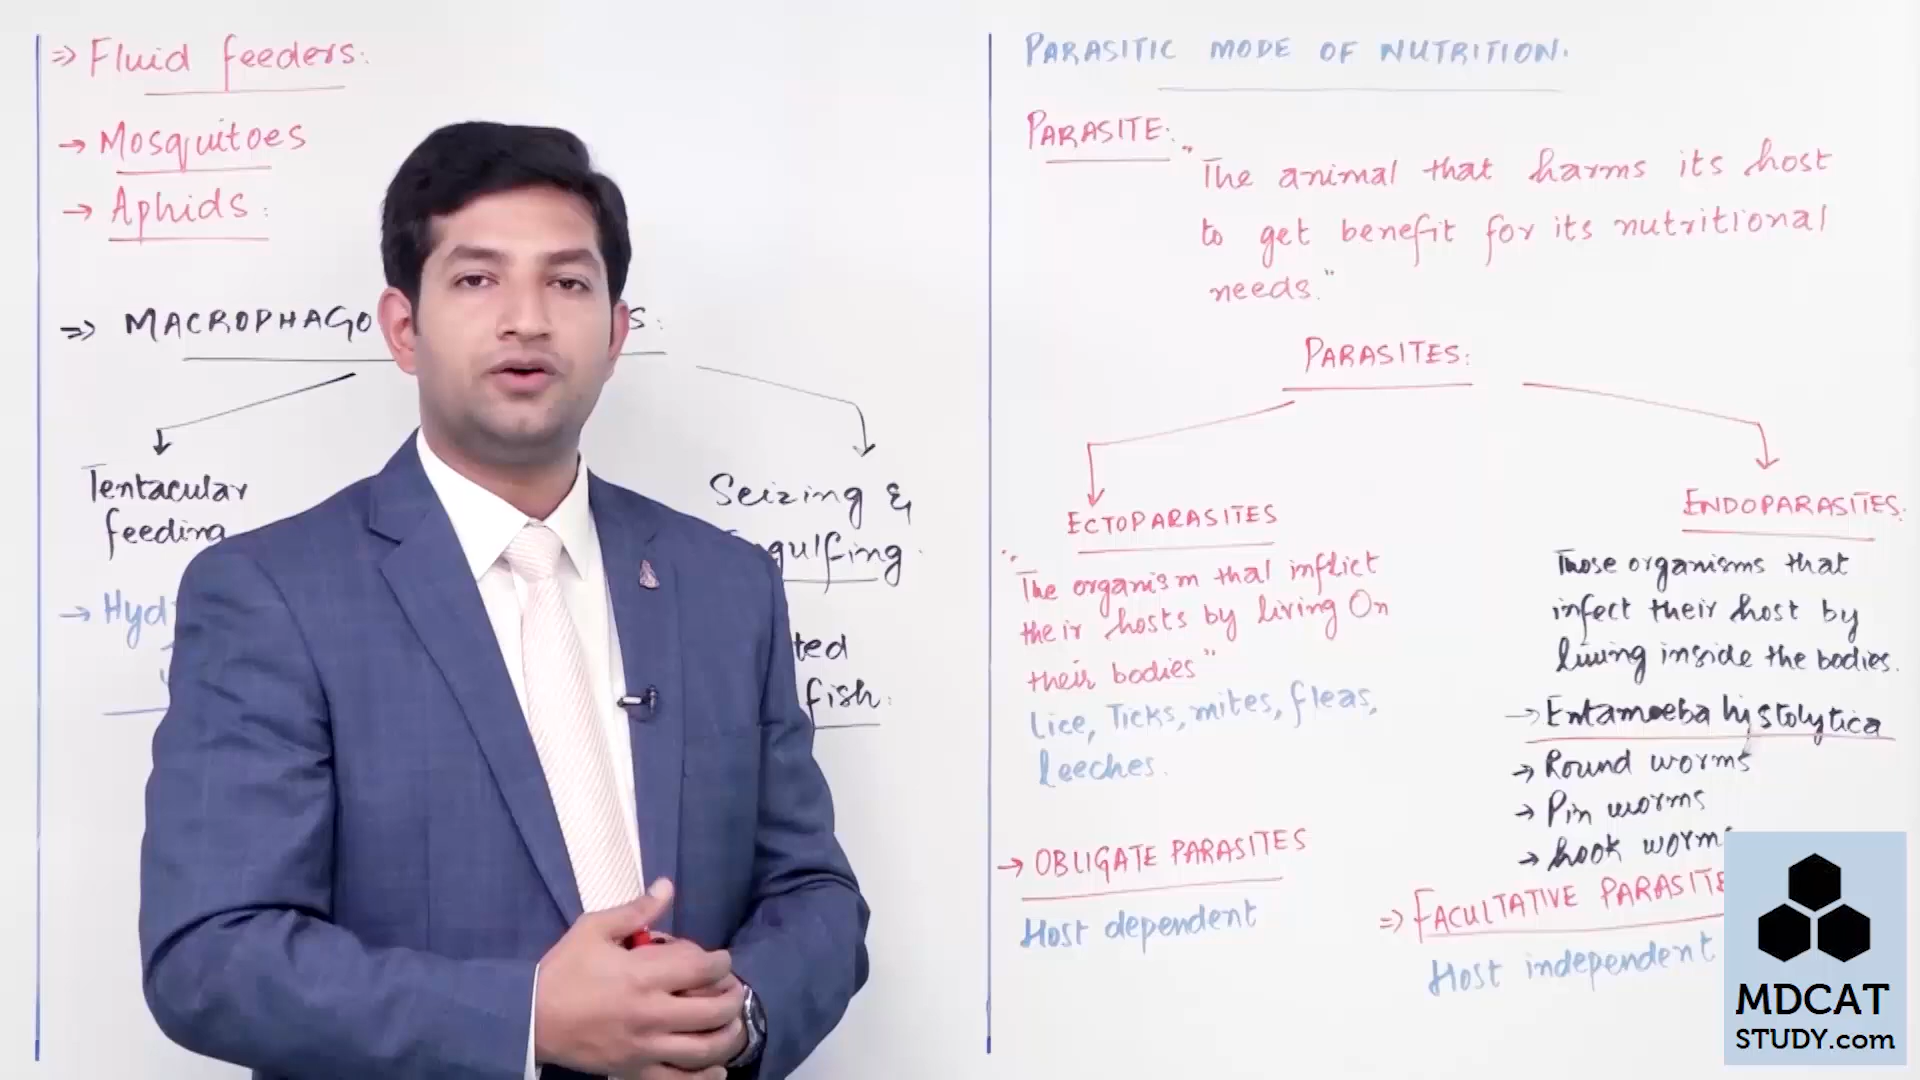 ⇒ Fluid feeders:
→ Mosquitoes
→ Aphids:
⇒ MACROPHAGO S:
Tentacular
feeding
→ Hyd
Seizing &
gulfing.
ted
fish.
PARASITIC MODE OF NUTRITION.
PARASITE:
"The animal that harms its host
to get benefit for its nutritional
needs."
PARASITES:
ECTOPARASITES
"The organism that inflict
their hosts by living On
their bodies"
Lice, Ticks, mites, fleas,
leeches.
→ OBLIGATE PARASITES
Host dependent
ENDOPARASITES:
Those organisms that
infect their host by
living inside the bodies.
→ Entamoeba hystolytica
→ Round worms
→ Pin worms
→ hook worms
⇒ FACULTATIVE PARASITE
Host independent
MDCAT
STUDY.com